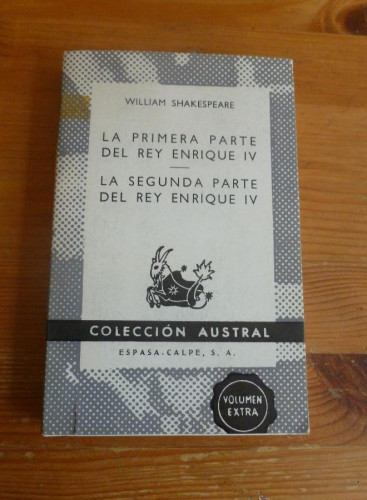 WILLIAM SHAKESPEARE
LA PRIMERA PARTE
DEL REY ENRIQUE IV
LA SEGUNDA PARTE
DEL REY ENRIQUE IV
COLECCIÓN AUSTRAL
ESPASA-CALPE, S. A.
VOLUMEN
EXTRA